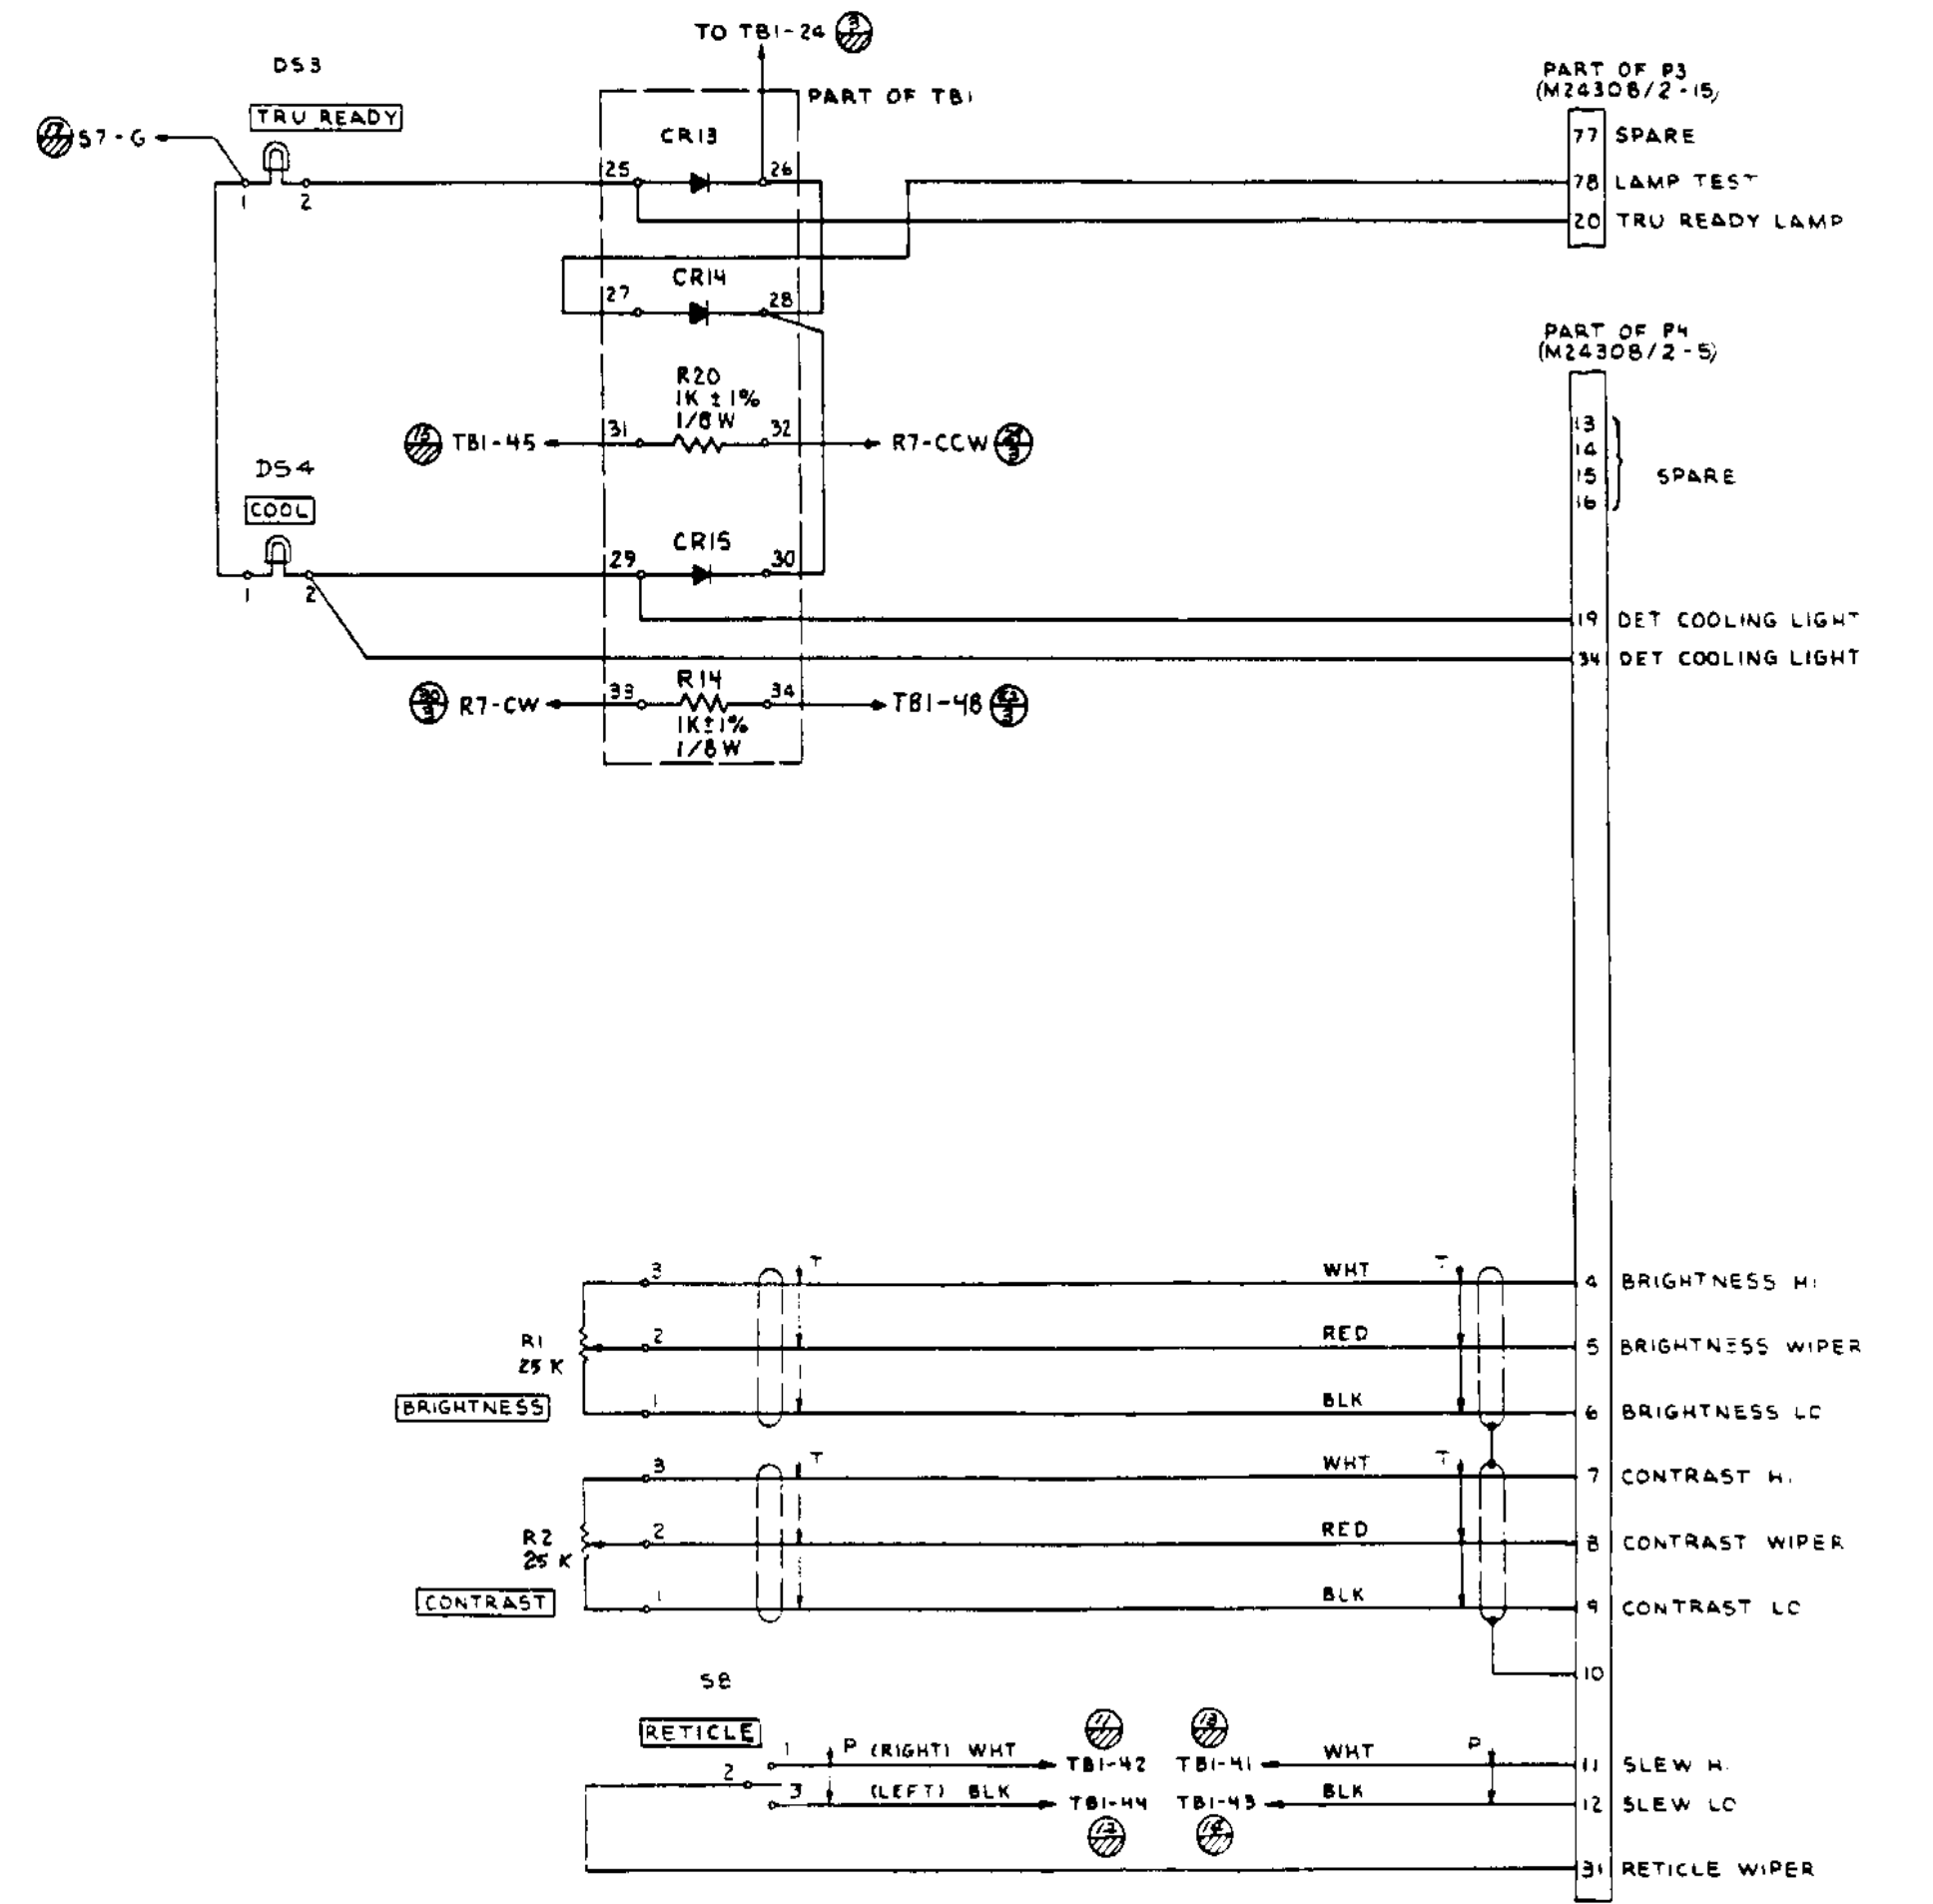 TO TB1-24 3
DS3
PART OF P3
(M24308/2-15)
TRU READY
PART OF TB1
S7-G
CR13
77 SPARE
25
26
78 LAMP TEST
1
2
20 TRU READY LAMP
CR14
27
28
PART OF P4
(M24308/2-5)
R20
1K ± 1%
1/8 W
13
14
15
16
SPARE
TB1-45
31
32
R7-CCW
DS4
COOL
CR15
29
30
1
2
19 DET COOLING LIGHT
34 DET COOLING LIGHT
R7-CW
33
R14
34
TB1-48
1K±1%
1/8 W
3
T
WHT
T
4 BRIGHTNESS HI
R1
25 K
2
RED
5 BRIGHTNESS WIPER
BRIGHTNESS
1
BLK
6 BRIGHTNESS LO
3
T
WHT
T
7 CONTRAST HI
R2
25 K
2
RED
8 CONTRAST WIPER
CONTRAST
1
BLK
9 CONTRAST LO
10
S8
RETICLE
11
13
1
P (RIGHT) WHT
TB1-42
TB1-41
WHT
P
11 SLEW H
2
3
(LEFT) BLK
TB1-44
TB1-43
BLK
12 SLEW LO
31 RETICLE WIPER